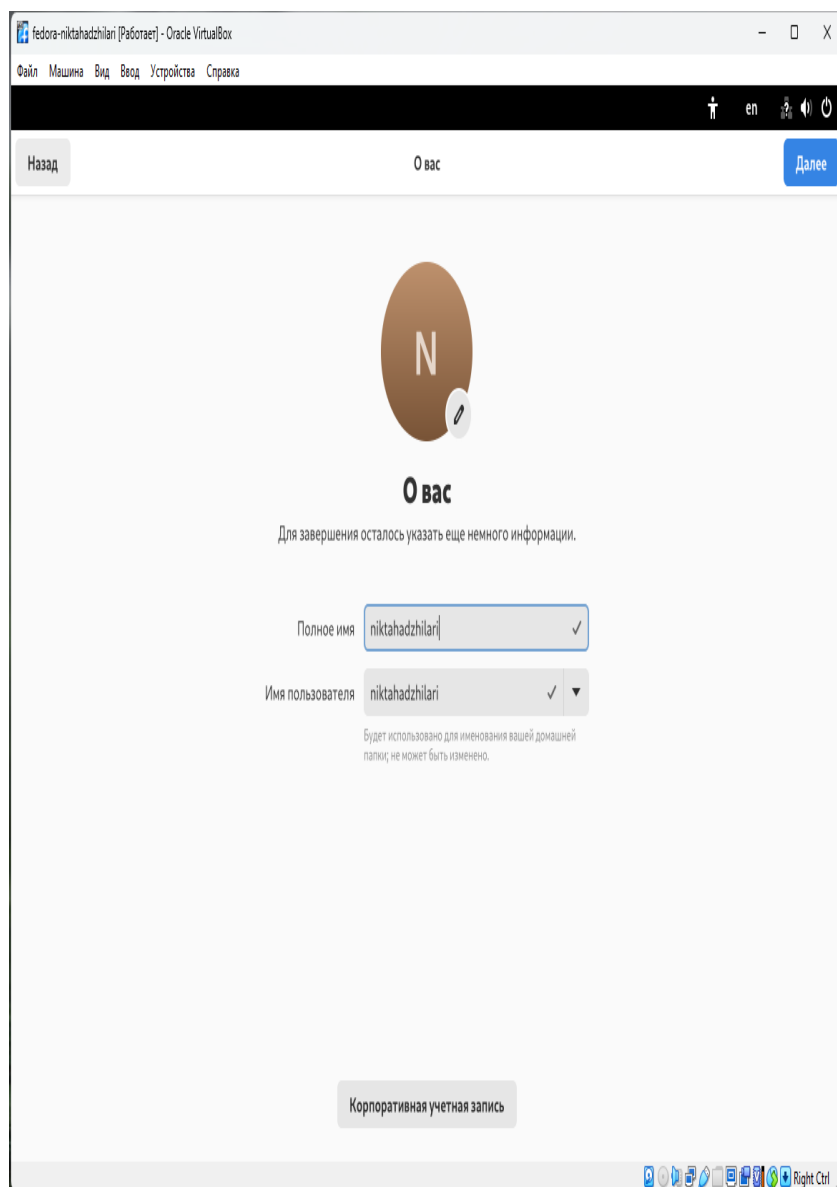 fedora-niktahadzhilari [Работает] - Oracle VirtualBox
Файл Машина Вид Ввод Устройства Справка
en
Назад
О вас
Далее
N
О вас
Для завершения осталось указать еще немного информации.
Полное имя niktahadzhilari
Имя пользователя niktahadzhilari
Будет использовано для именования вашей домашней
папки; не может быть изменено.
Корпоративная учетная запись
Right Ctrl